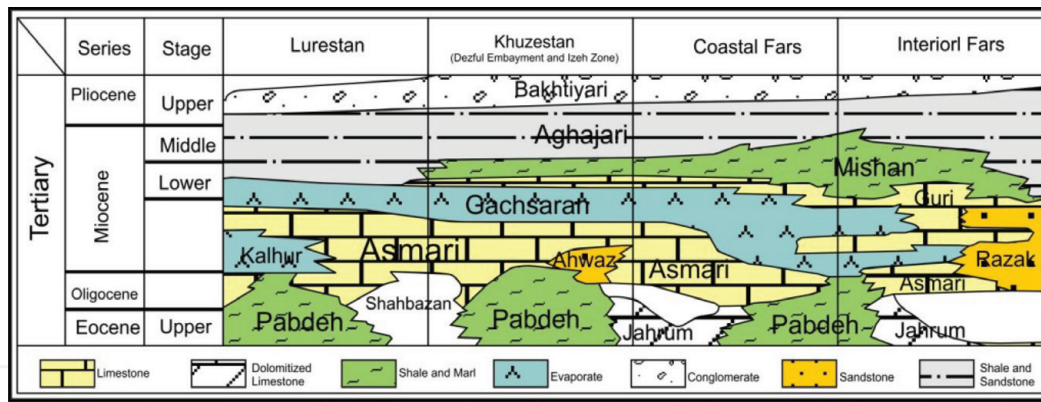 Series
Stage
Lurestan
Khuzestan
(Dezful Embayment and Izeh Zone)
Coastal Fars
Interiorl Fars
Tertiary
Pliocene
Upper
Bakhtiyari
Miocene
Middle
Aghajari
Mishan
Lower
Guri
Gachsaran
Kalhur
Asmari
Ahwaz
Asmari
Razak
Asmari
Oligocene
Shahbazan
Eocene
Upper
Pabdeh
Pabdeh
Jahrum
Pabdeh
Jahrum
Limestone
Dolomitized
Limestone
Shale and Marl
Evaporate
Conglomerate
Sandstone
Shale and
Sandstone